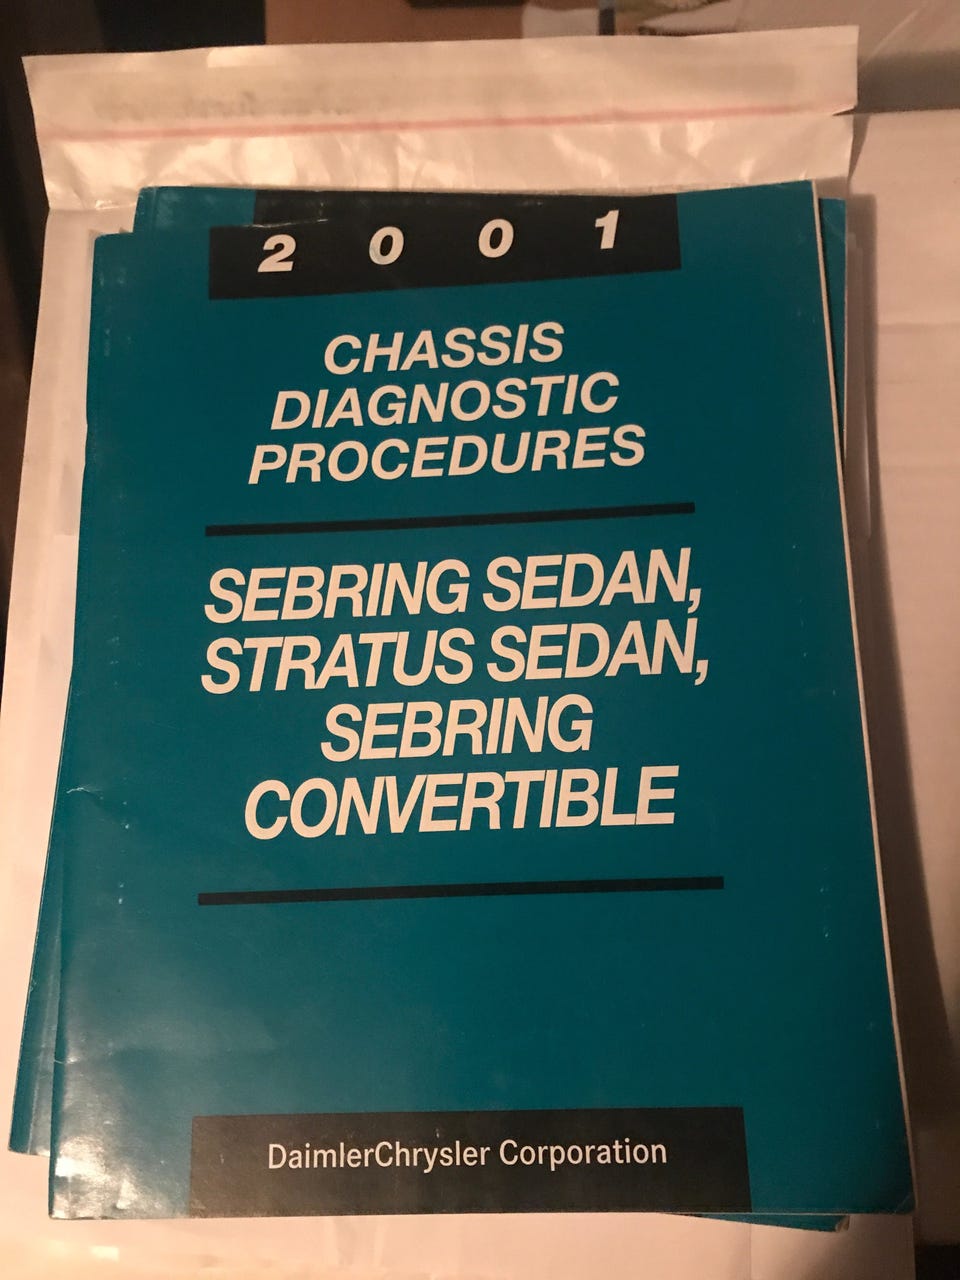 2001
CHASSIS
DIAGNOSTIC
PROCEDURES
SEBRING SEDAN,
STRATUS SEDAN,
SEBRING
CONVERTIBLE
DaimlerChrysler Corporation